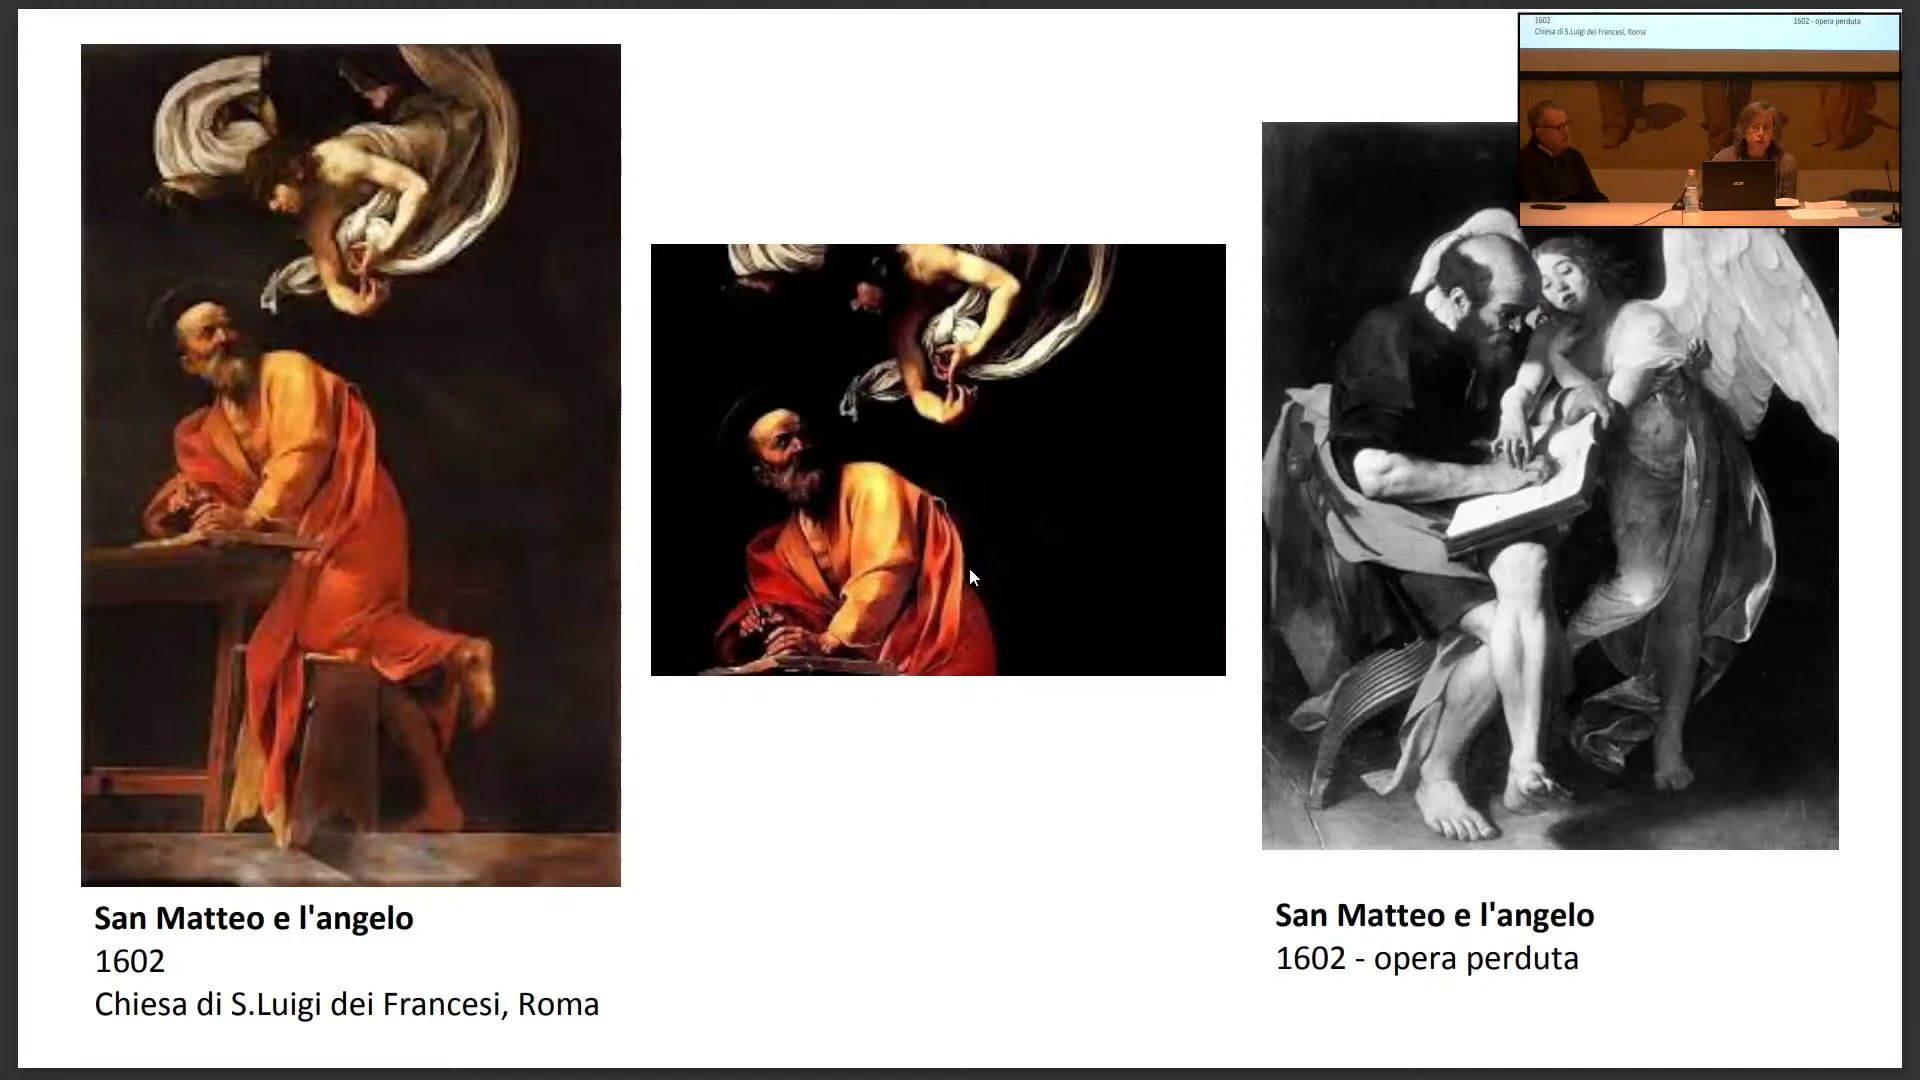 San Matteo e l'angelo
1602
Chiesa di S.Luigi dei Francesi, Roma
San Matteo e l'angelo
1602 - opera perduta
1602
Chiesa di S.Luigi dei Francesi, Roma
1602 - opera perduta
acer